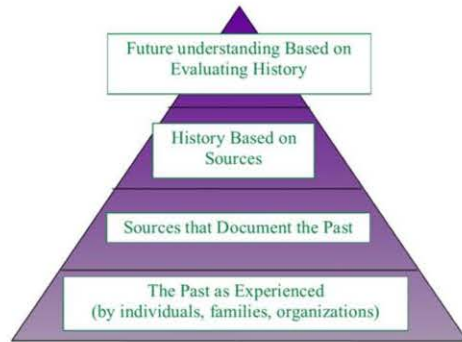 Future understanding Based on
Evaluating History
History Based on
Sources
Sources that Document the Past
The Past as Experienced
(by individuals, families, organizations)